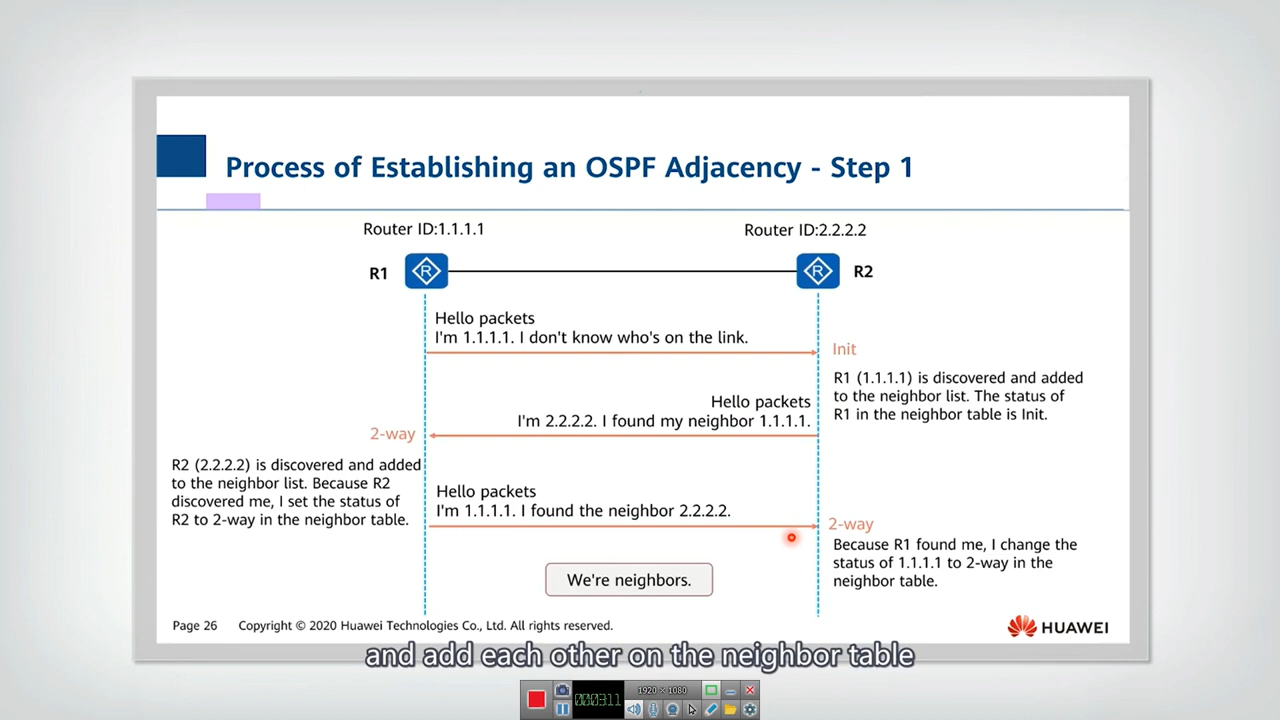 Process of Establishing an OSPF Adjacency - Step 1
Router ID:1.1.1.1
Router ID:2.2.2.2
R1
R
R
R2
Hello packets
I'm 1.1.1.1. I don't know who's on the link.
Init
R1 (1.1.1.1) is discovered and added
to the neighbor list. The status of
R1 in the neighbor table is Init.
Hello packets
I'm 2.2.2.2. I found my neighbor 1.1.1.1.
2-way
R2 (2.2.2.2) is discovered and added
to the neighbor list. Because R2
discovered me, I set the status of
R2 to 2-way in the neighbor table.
Hello packets
I'm 1.1.1.1. I found the neighbor 2.2.2.2.
2-way
Because R1 found me, I change the
status of 1.1.1.1 to 2-way in the
neighbor table.
We're neighbors.
Page 26
Copyright © 2020 Huawei Technologies Co., Ltd. All rights reserved.
HUAWEI
and add each other on the neighbor table
1920 × 1080